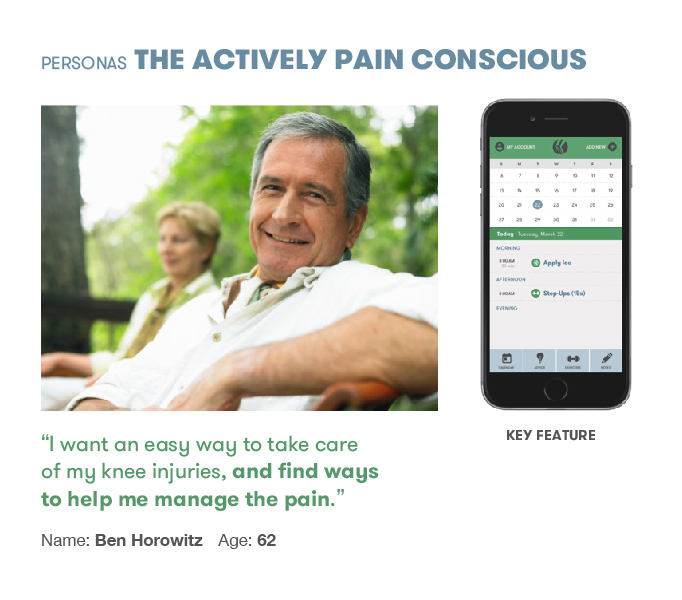 PERSONAS THE ACTIVELY PAIN CONSCIOUS
MY ACCOUNT
ADD NEW
6 7 8 9 10 11 12
13 14 15 16 17 18 19
20 21 22 23 24 25 26
27 28 29 30 31
Today Tuesday, March 22
MORNING
Apply Ice
AFTERNOON
Step-Ups
EVENING
CALENDAR
EXERCISE
NOTES
KEY FEATURE
“I want an easy way to take care
of my knee injuries, and find ways
to help me manage the pain.”
Name: Ben Horowitz Age: 62